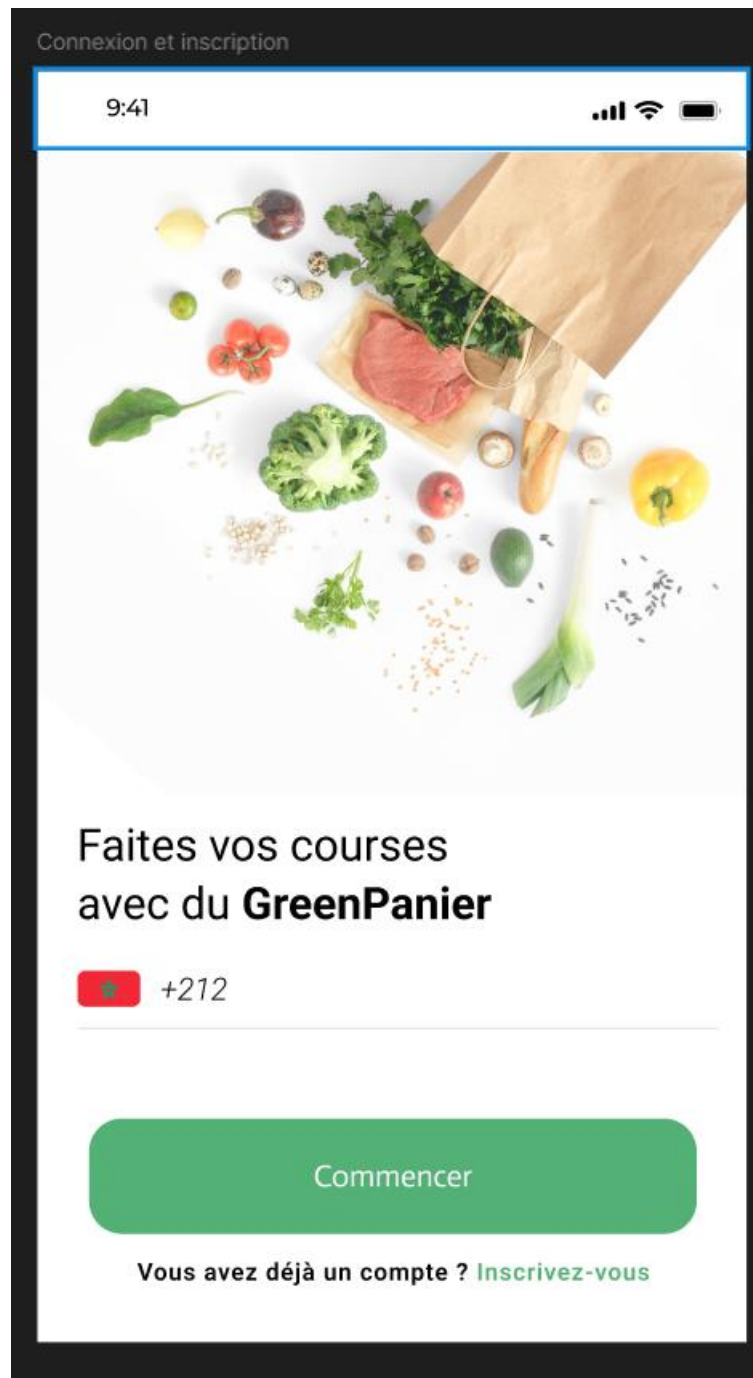 Connexion et inscription
9:41
Faites vos courses
avec du GreenPanier
+212
Commencer
Vous avez déjà un compte ? Inscrivez-vous